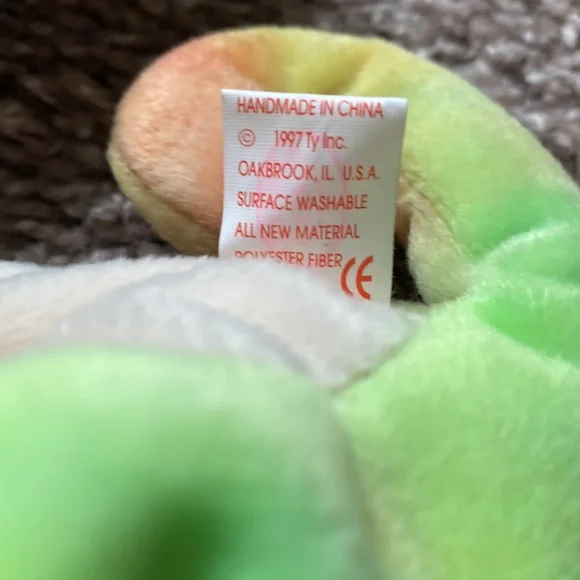 HANDMADE IN CHINA
© 1997 Ty Inc.
OAKBROOK, IL. U.S.A.
SURFACE WASHABLE
ALL NEW MATERIAL
POLYESTER FIBER
CE